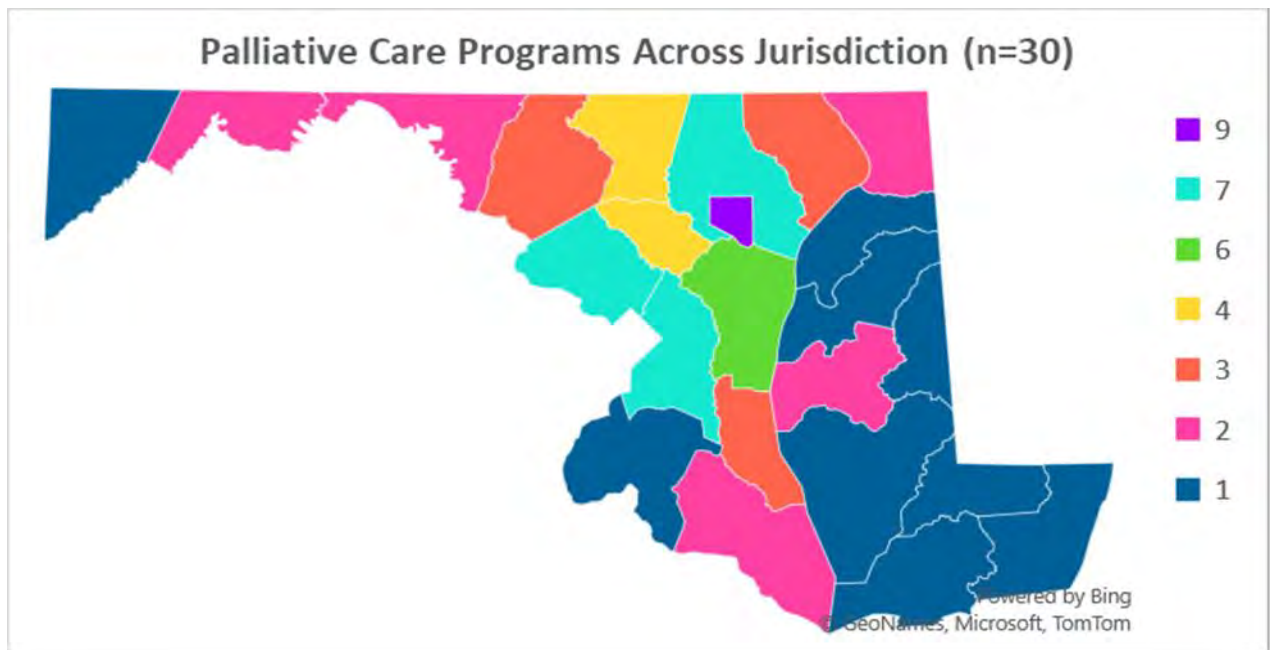 Palliative Care Programs Across Jurisdiction (n=30)
9
7
6
4
3
2
1
Powered by Bing
© GeoNames, Microsoft, TomTom